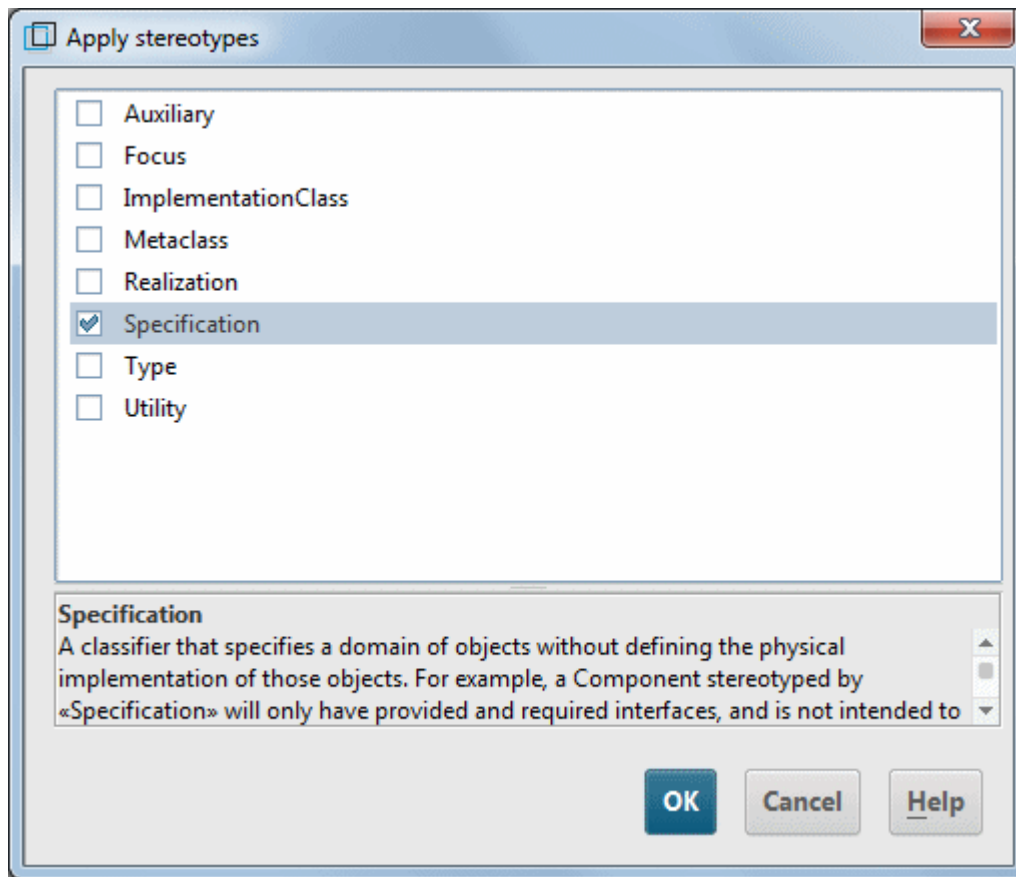 Apply stereotypes
Auxiliary
Focus
ImplementationClass
Metaclass
Realization
Specification
Type
Utility
Specification
A classifier that specifies a domain of objects without defining the physical
implementation of those objects. For example, a Component stereotyped by
«Specification» will only have provided and required interfaces, and is not intended to
OK Cancel Help